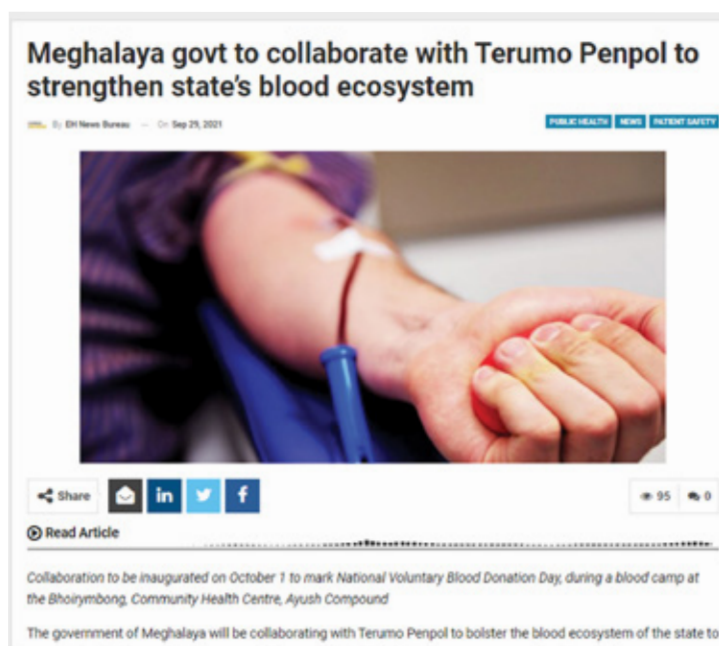 Meghalaya govt to collaborate with Terumo Penpol to
strengthen state's blood ecosystem
By EH News Bureau — On Sep 29, 2021
PUBLIC HEALTH NEWS PATIENT SAFETY
Share in f
95 0
Read Article
Collaboration to be inaugurated on October 1 to mark National Voluntary Blood Donation Day, during a blood camp at
the Bhoirymbong, Community Health Centre, Ayush Compound
The government of Meghalaya will be collaborating with Terumo Penpol to bolster the blood ecosystem of the state to